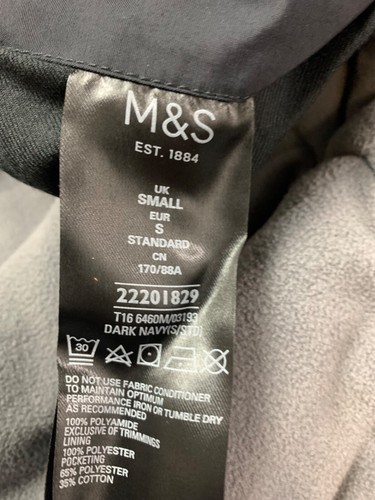 M&S
EST. 1884
UK
SMALL
EUR
S
STANDARD
CN
170/88A
22201829
T16 6460M/03193
DARK NAVY(S/STD)
30
DO NOT USE FABRIC CONDITIONER
TO MAINTAIN OPTIMUM
PERFORMANCE IRON OR TUMBLE DRY
AS RECOMMENDED
100% POLYAMIDE
EXCLUSIVE OF TRIMMINGS
LINING
100% POLYESTER
POCKETING
65% POLYESTER
35% COTTON